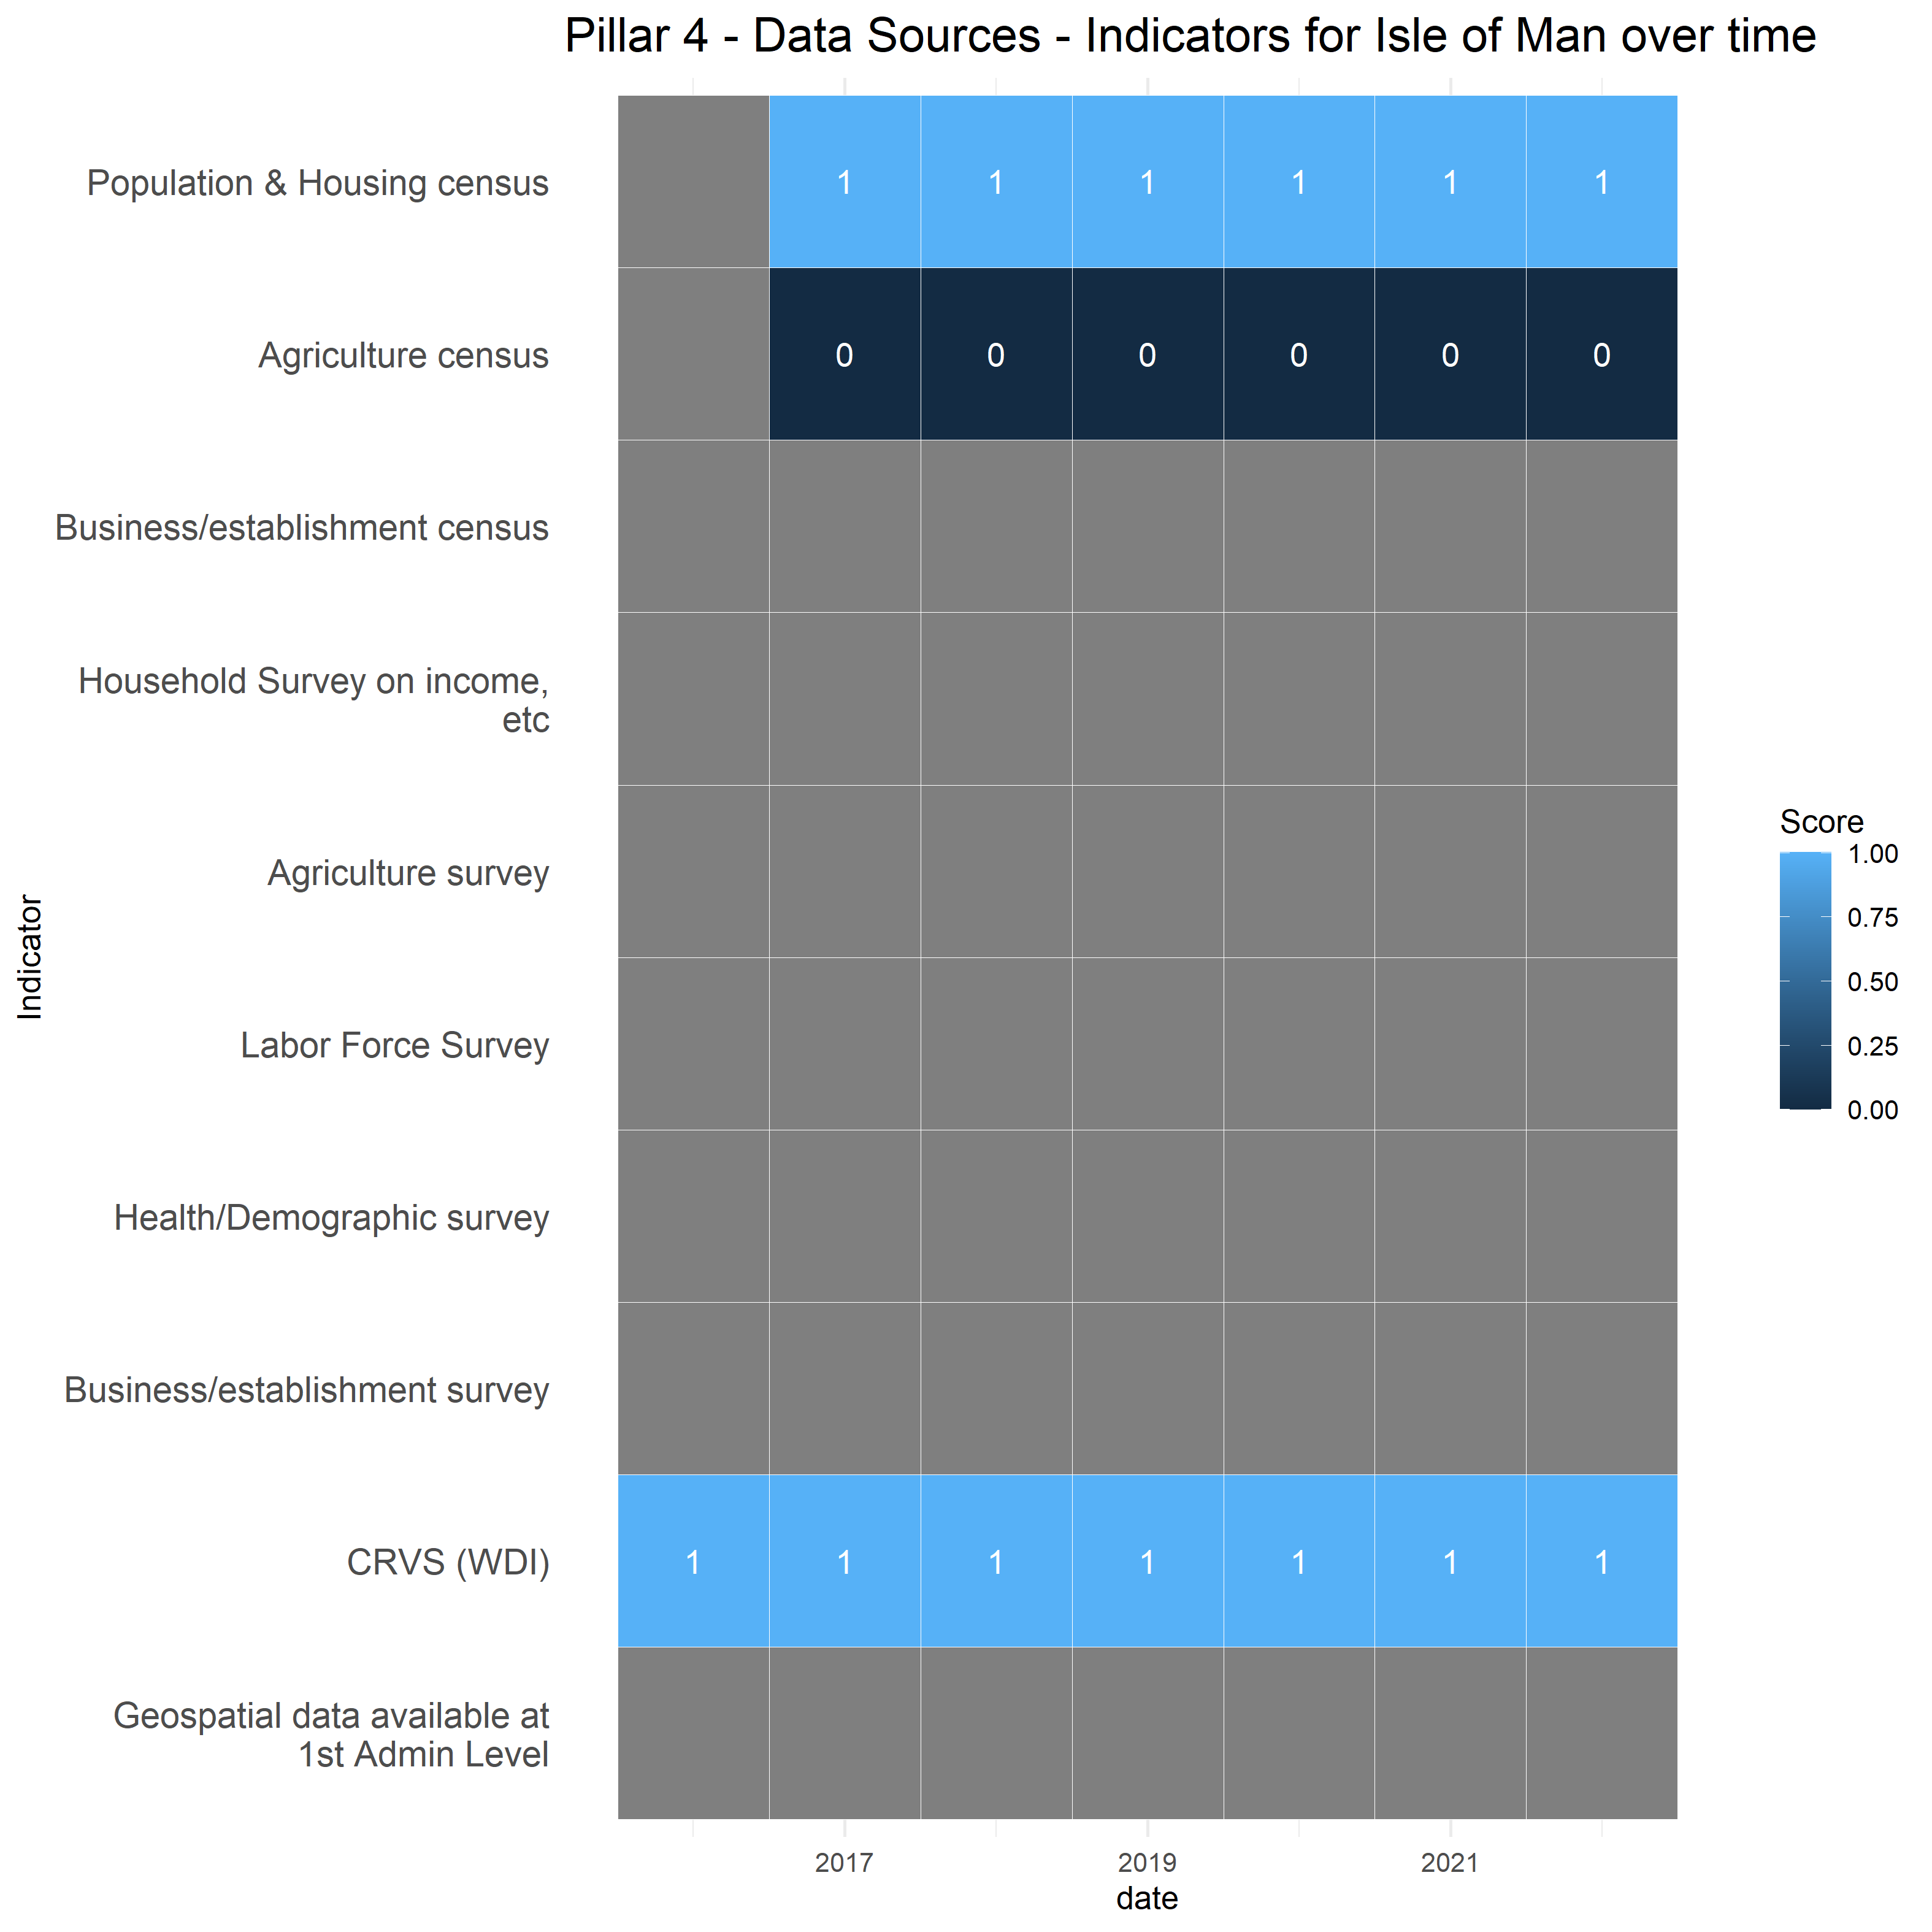 Pillar 4 - Data Sources - Indicators for Isle of Man over time
Population & Housing census
1 1 1 1 1 1
Agriculture census
0 0 0 0 0 0
Business/establishment census
Household Survey on income,
etc
Agriculture survey
Labor Force Survey
Health/Demographic survey
Business/establishment survey
CRVS (WDI)
1 1 1 1 1 1 1
Geospatial data available at
1st Admin Level
Indicator
2017 2019 2021
date
Score
1.00
0.75
0.50
0.25
0.00